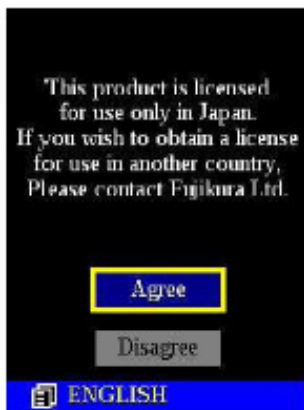 This product is licensed
for use only in Japan.
If you wish to obtain a license
for use in another country,
Please contact Fujikura Ltd.
Agree
Disagree
ENGLISH